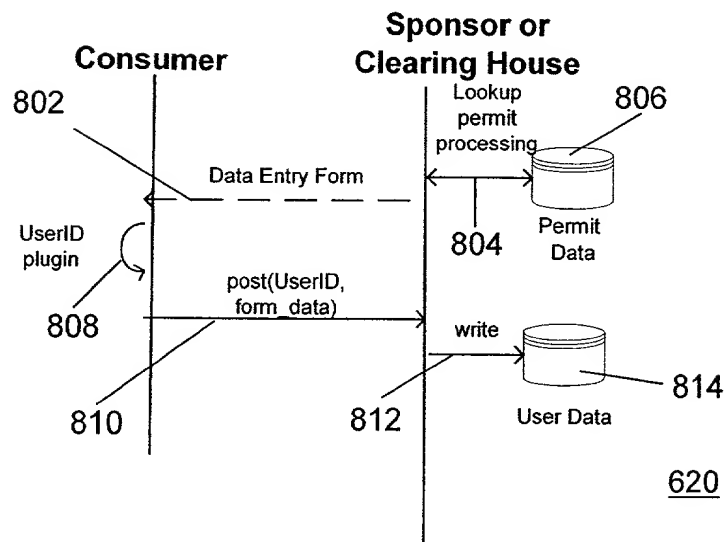 Sponsor or
Clearing House
Consumer
802
Lookup
permit
processing
806
Data Entry Form
804
Permit
Data
UserID
plugin
808
post(UserID,
form_data)
write
810
812
814
User Data
620